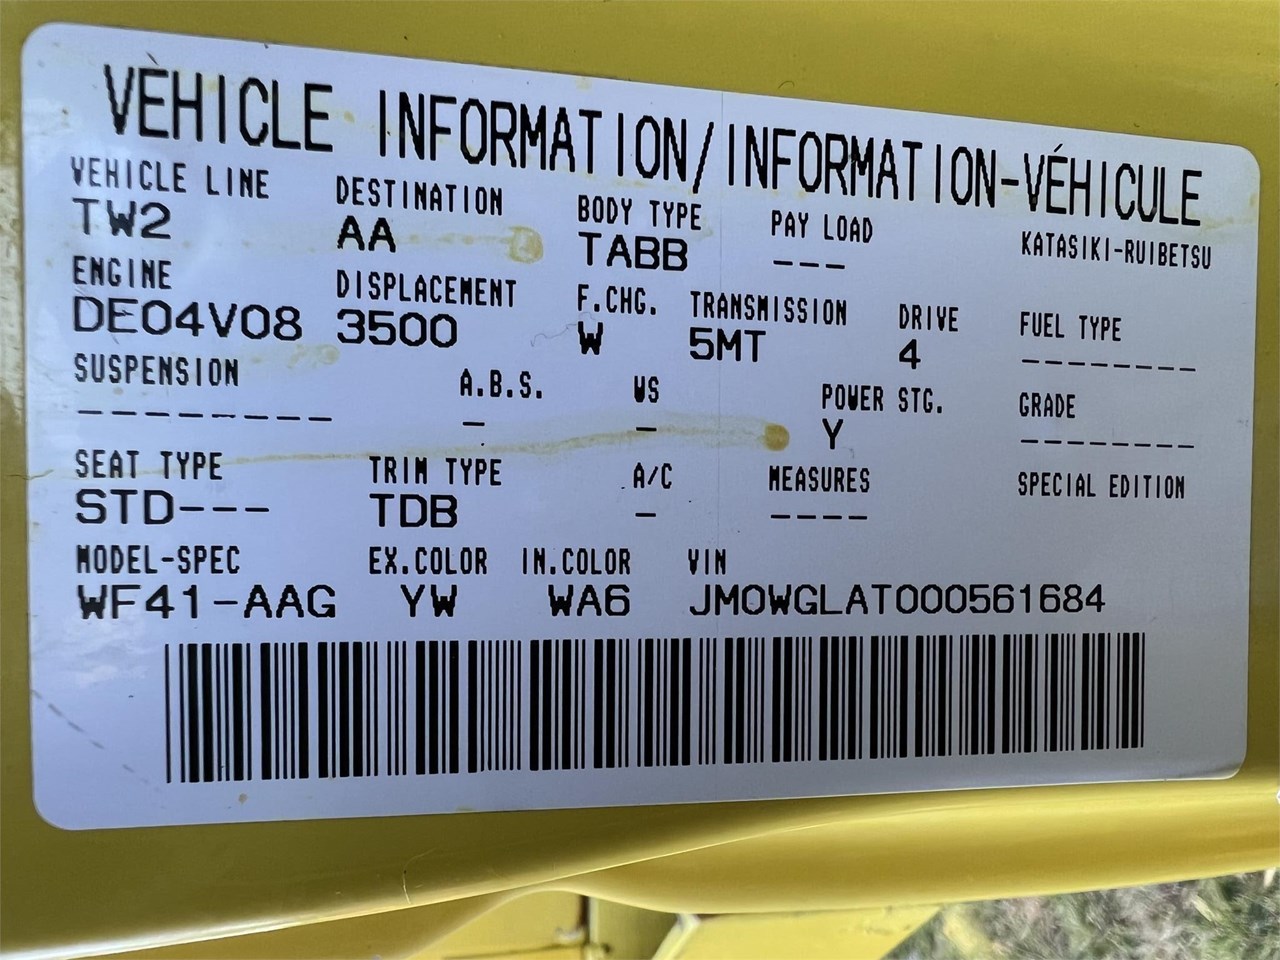 VEHICLE INFORMATION/INFORMATION-VÉHICULE
VEHICLE LINE DESTINATION BODY TYPE PAY LOAD KATASIKI-RUIBETSU
TW2 AA TABB ---
ENGINE DISPLACEMENT F.CHG. TRANSMISSION DRIVE FUEL TYPE
DE04V08 3500 W 5MT 4 --------
SUSPENSION A.B.S. WS POWER STG. GRADE
----------- - - Y --------
SEAT TYPE TRIM TYPE A/C MEASURES SPECIAL EDITION
STD--- TDB - ----
MODEL-SPEC EX.COLOR IN.COLOR VIN
WF41-AAG YW WA6 JM0WGLAT000561684